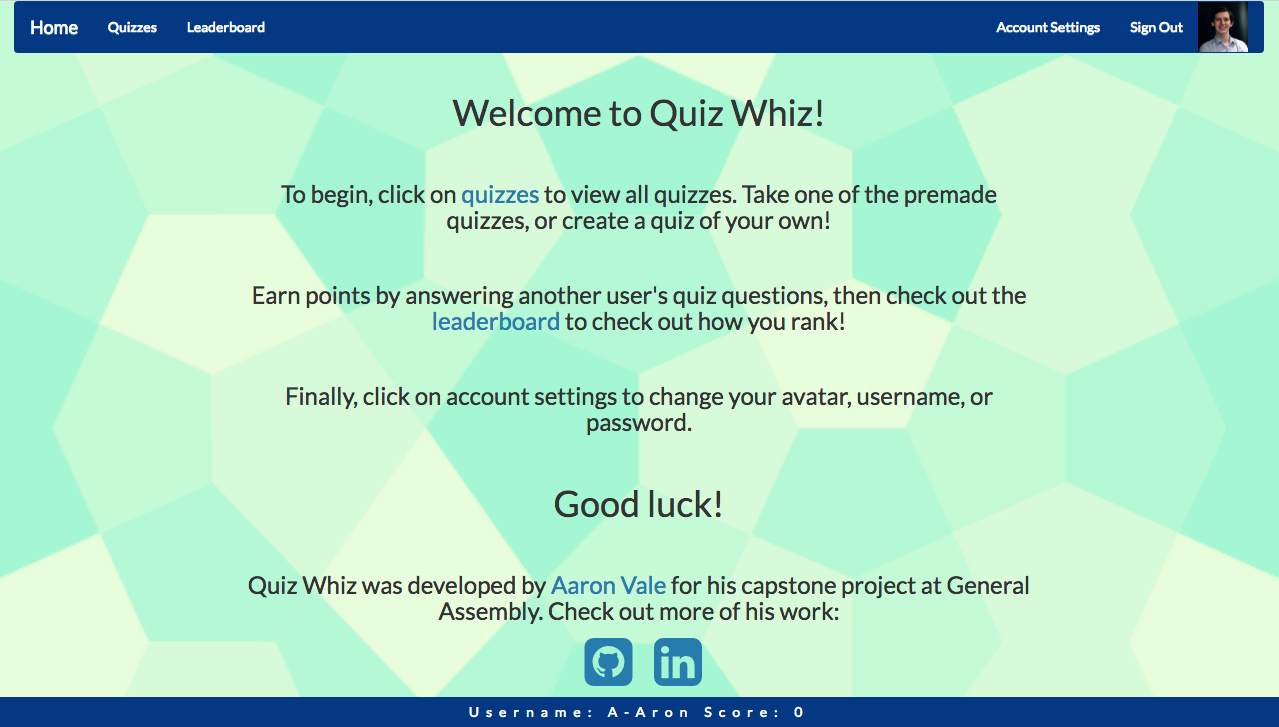 Home Quizzes Leaderboard Account Settings Sign Out
Welcome to Quiz Whiz!
To begin, click on quizzes to view all quizzes. Take one of the premade
quizzes, or create a quiz of your own!
Earn points by answering another user's quiz questions, then check out the
leaderboard to check out how you rank!
Finally, click on account settings to change your avatar, username, or
password.
Good luck!
Quiz Whiz was developed by Aaron Vale for his capstone project at General
Assembly. Check out more of his work:
in
Username: A-Aron Score: 0